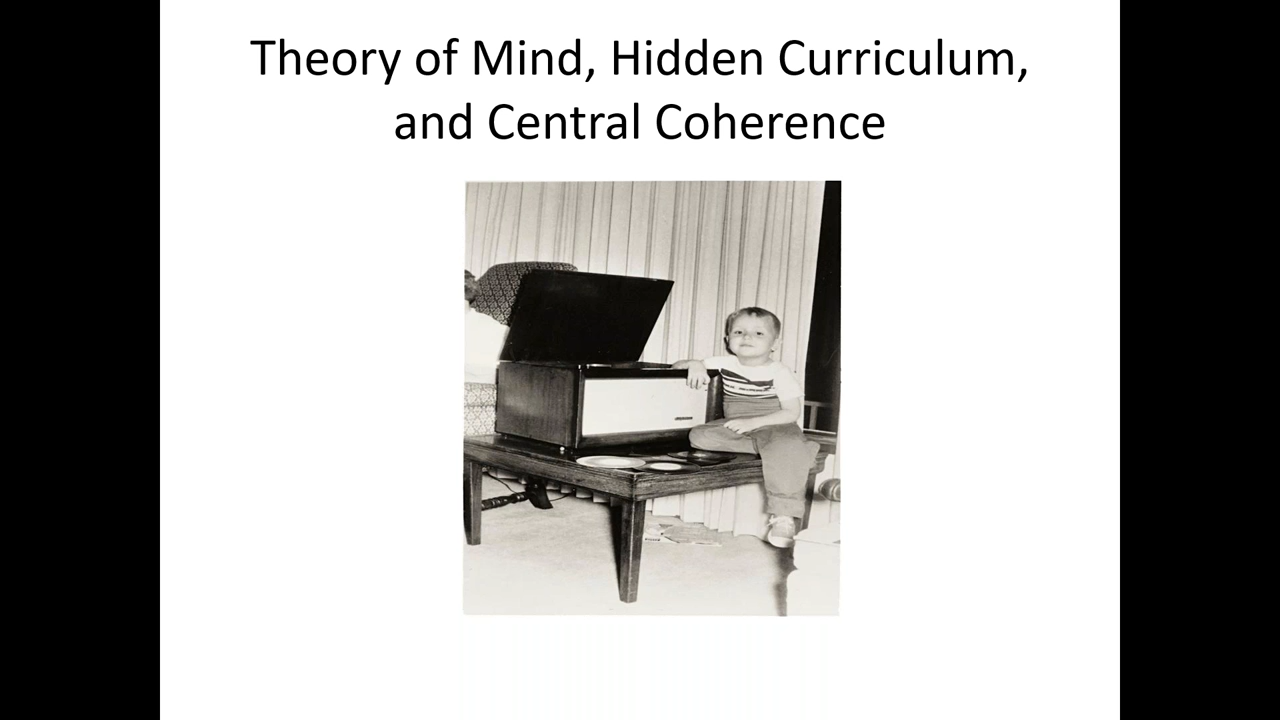 Theory of Mind, Hidden Curriculum,
and Central Coherence